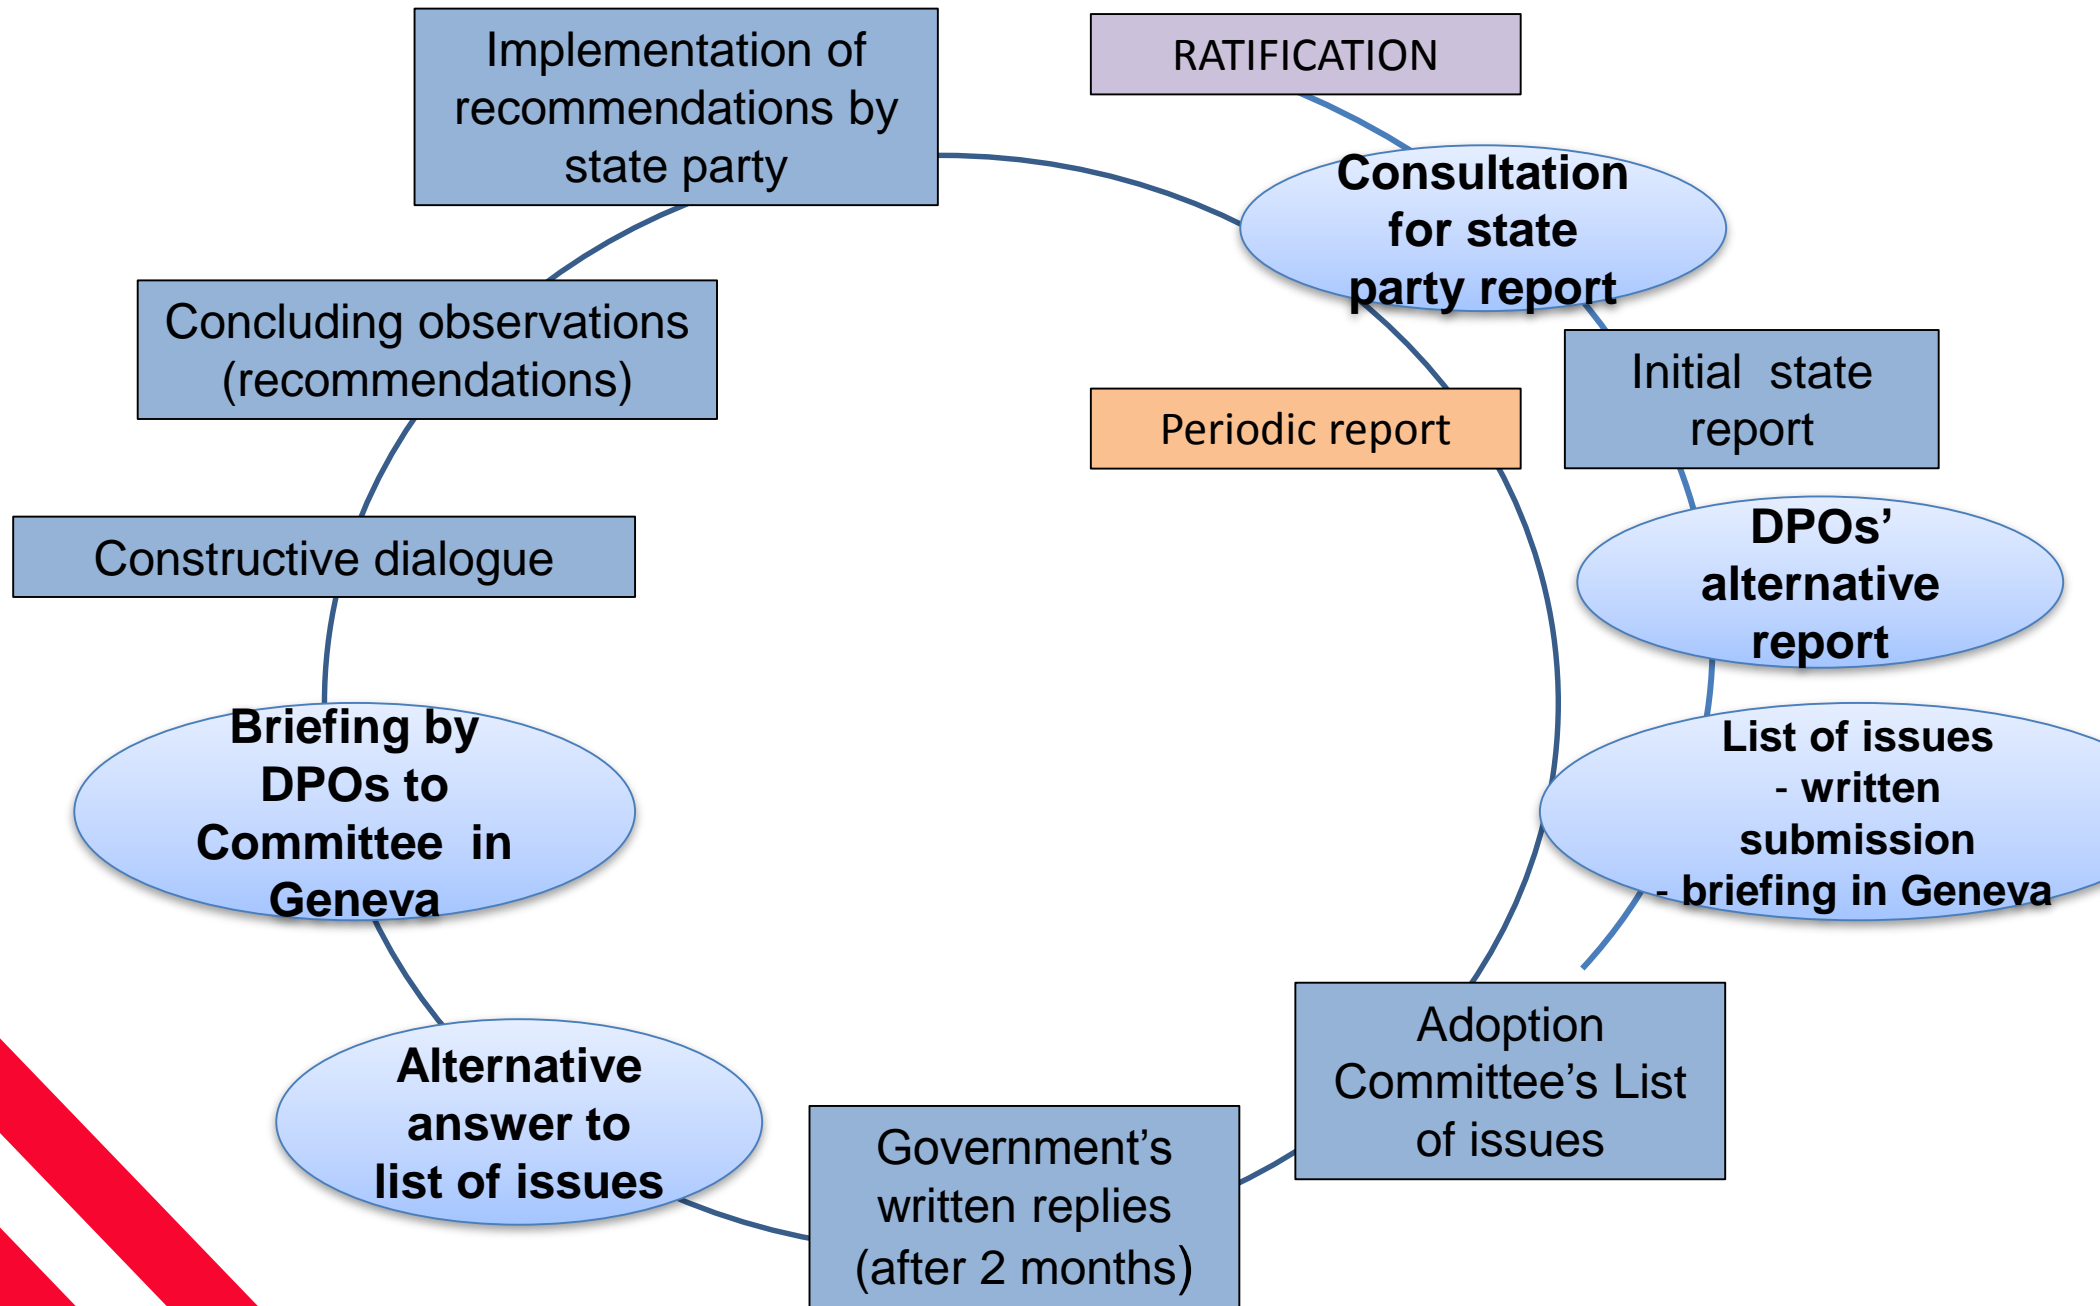 Implementation of
recommendations by
state party
RATIFICATION
Consultation
for state
party report
Concluding observations
(recommendations)
Periodic report
Initial state
report
Constructive dialogue
DPOs’
alternative
report
Briefing by
DPOs to
Committee in
Geneva
List of issues
- written
submission
- briefing in Geneva
Alternative
answer to
list of issues
Government’s
written replies
(after 2 months)
Adoption
Committee’s List
of issues